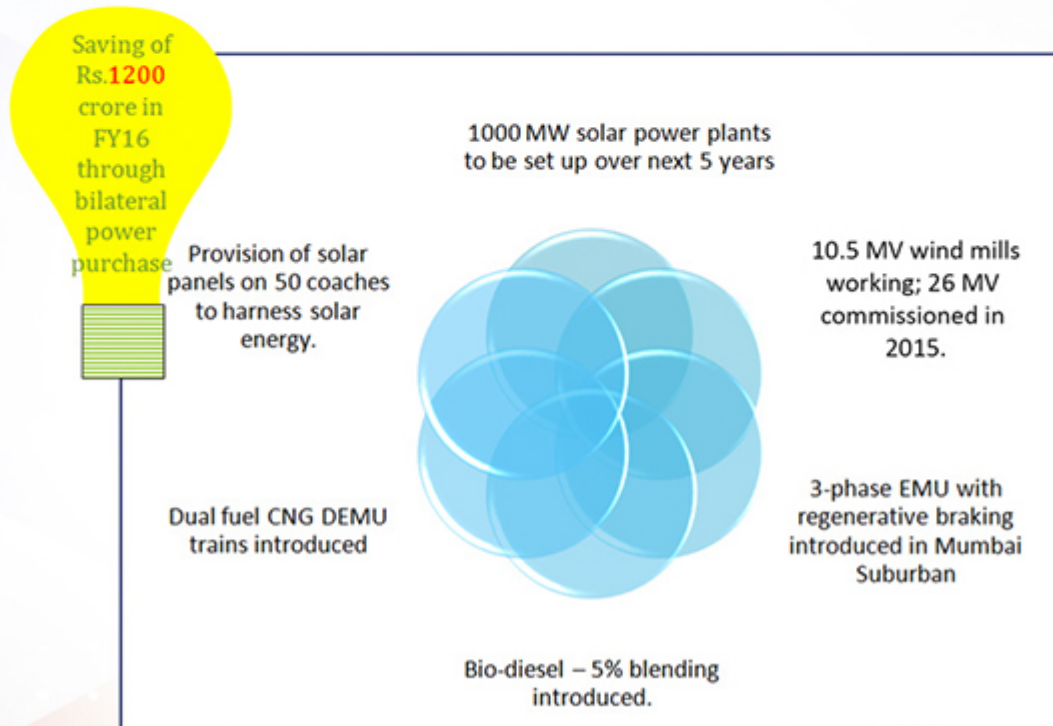 Saving of
Rs.1200
crore in
FY16
through
bilateral
power
purchase
1000 MW solar power plants
to be set up over next 5 years
10.5 MV wind mills
working; 26 MV
commissioned in
2015.
3-phase EMU with
regenerative braking
introduced in Mumbai
Suburban
Bio-diesel – 5% blending
introduced.
Dual fuel CNG DEMU
trains introduced
Provision of solar
panels on 50 coaches
to harness solar
energy.